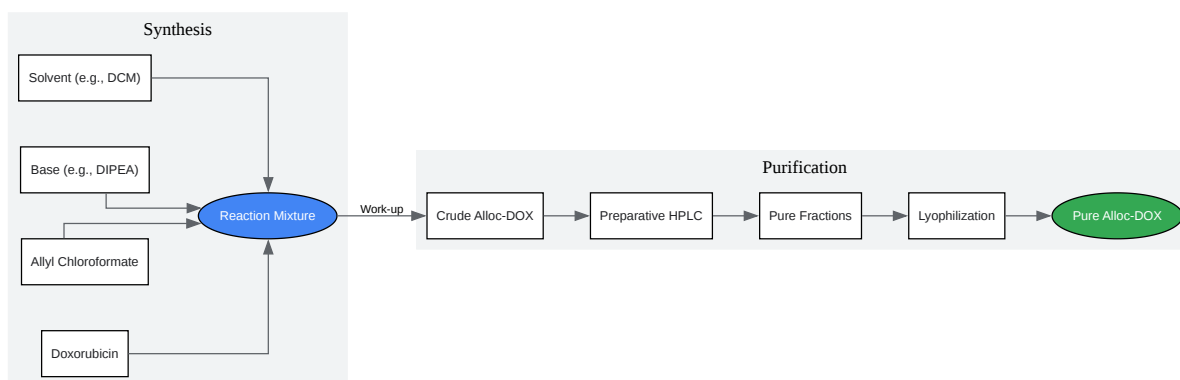 Synthesis
Solvent (e.g., DCM)
Base (e.g., DIPEA)
Allyl Chloroformate
Doxorubicin
Reaction Mixture
Work-up
Purification
Crude Alloc-DOX
Preparative HPLC
Pure Fractions
Lyophilization
Pure Alloc-DOX